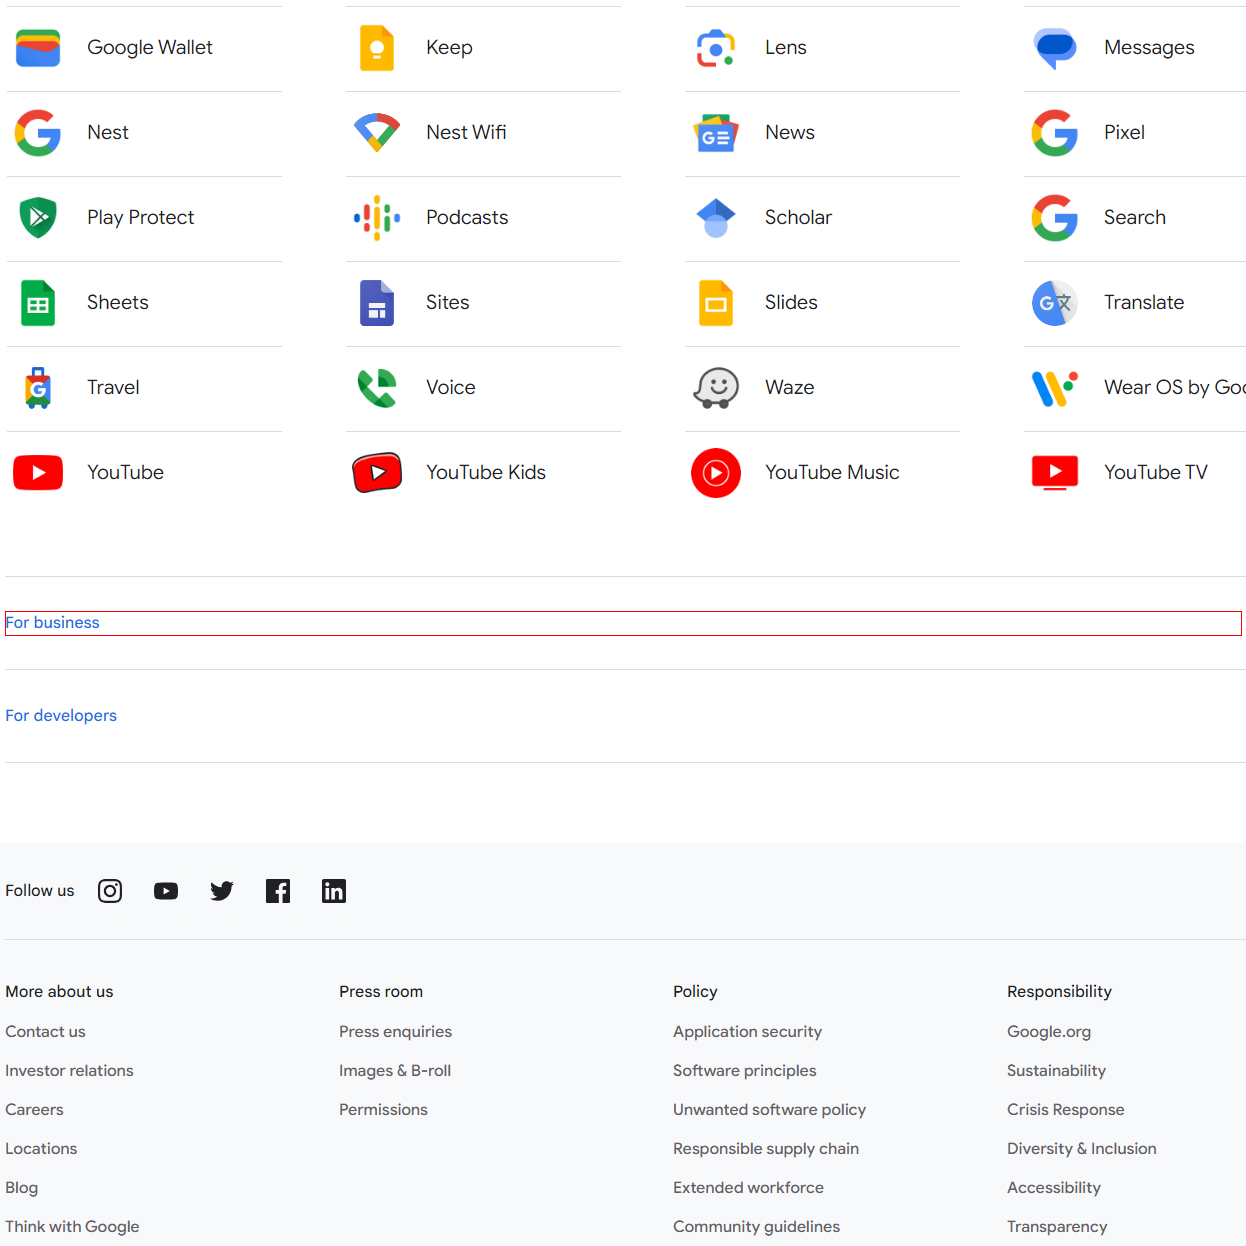 Google Wallet
Keep
Lens
Messages
Nest
Nest Wifi
News
Pixel
Play Protect
Podcasts
Scholar
Search
Sheets
Sites
Slides
Translate
Travel
Voice
Waze
Wear OS by
YouTube
YouTube Kids
YouTube Music
YouTube TV
For business
For developers
Follow us
More about us
Press room
Policy
Responsibility
Contact us
Press enquiries
Application security
Google.org
Investor relations
Images & B-roll
Software principles
Sustainability
Careers
Permissions
Unwanted software policy
Crisis Response
Locations
Responsible supply chain
Diversity & Inclusion
Blog
Extended workforce
Accessibility
Think with Google
Community guidelines
Transparency